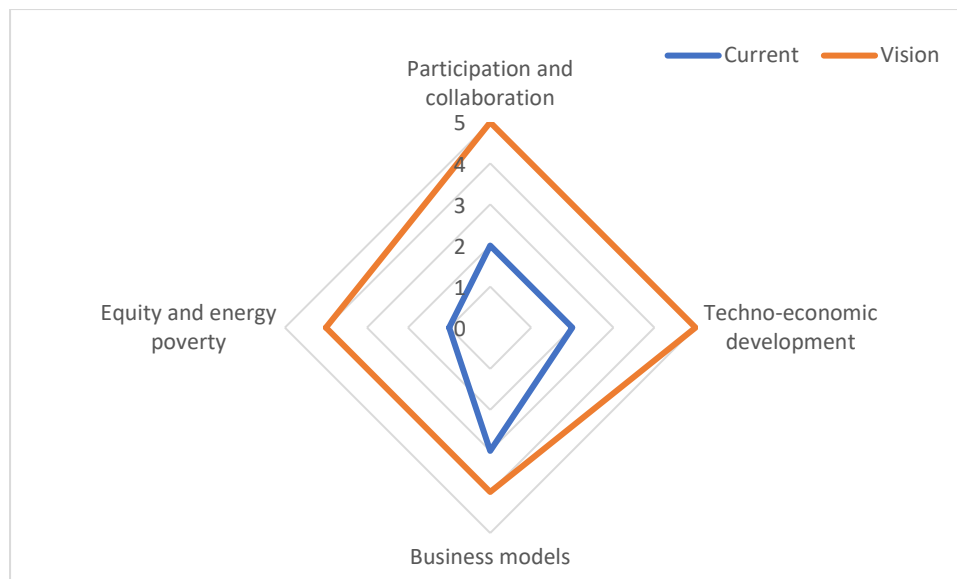 Current
Vision
Participation and
collaboration
5
4
3
2
1
0
Equity and energy
poverty
Techno-economic
development
Business models